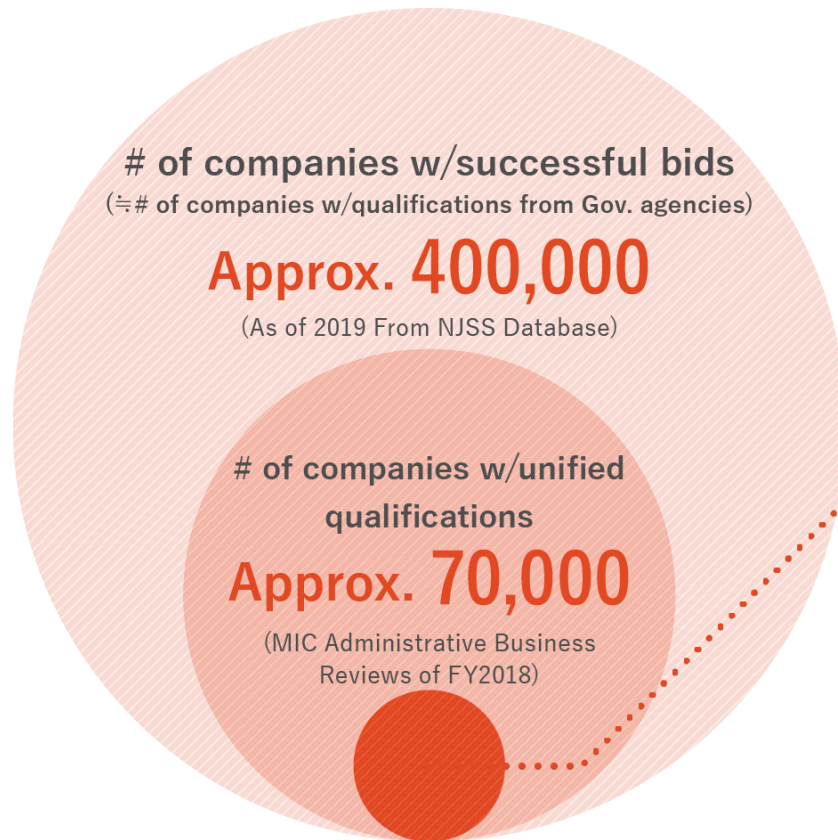 # of companies w/successful bids
(≒# of companies w/qualifications from Gov. agencies)
Approx. 400,000
(As of 2019 From NJSS Database)
# of companies w/unified
qualifications
Approx. 70,000
(MIC Administrative Business
Reviews of FY2018)